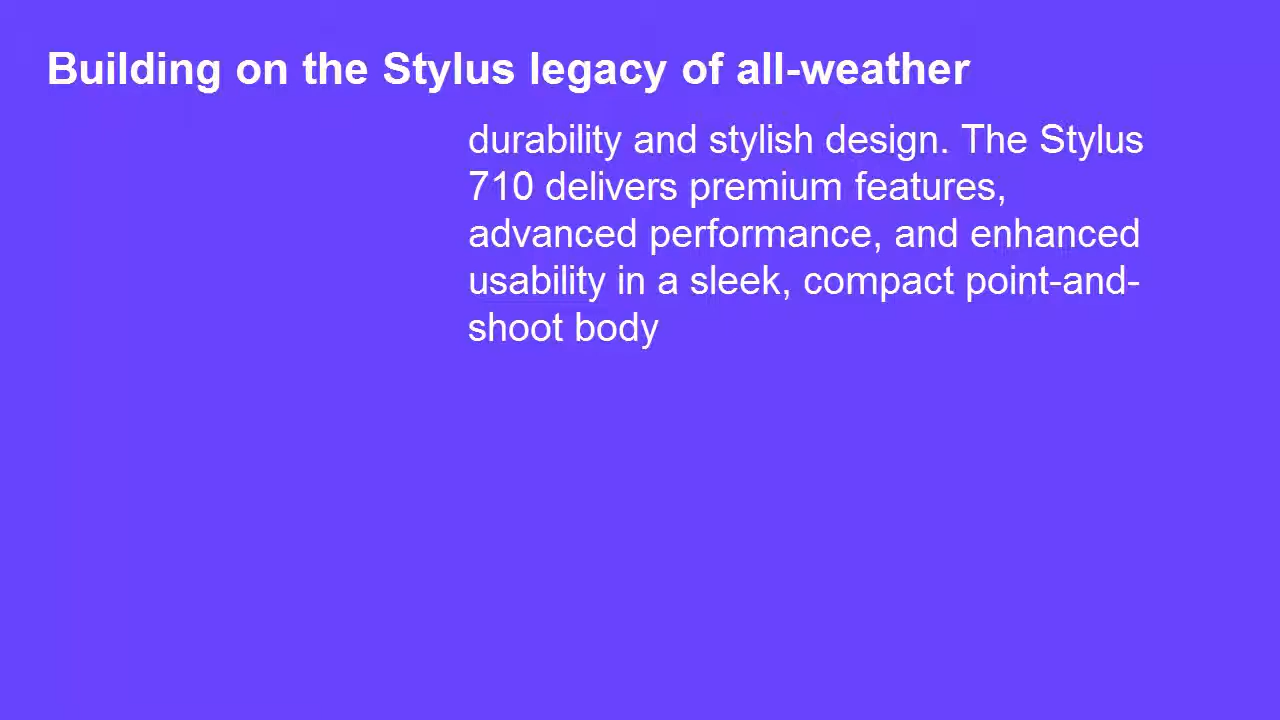 Building on the Stylus legacy of all-weather
durability and stylish design. The Stylus
710 delivers premium features,
advanced performance, and enhanced
usability in a sleek, compact point-and-
shoot body